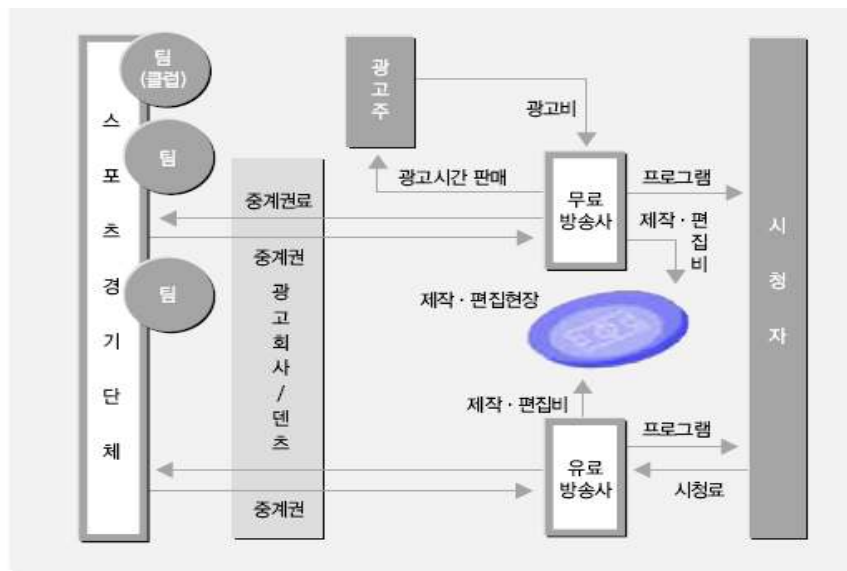 팀
(클럽)
팀
팀
스포츠경기단체
광고주
광고비
광고시간 판매
중계권료
중계권
광고회사/덴츠
중계권
무료
방송사
프로그램
제작·편
집
비
제작·편집현장
제작·편집비
유료
방송사
프로그램
시청료
시청자